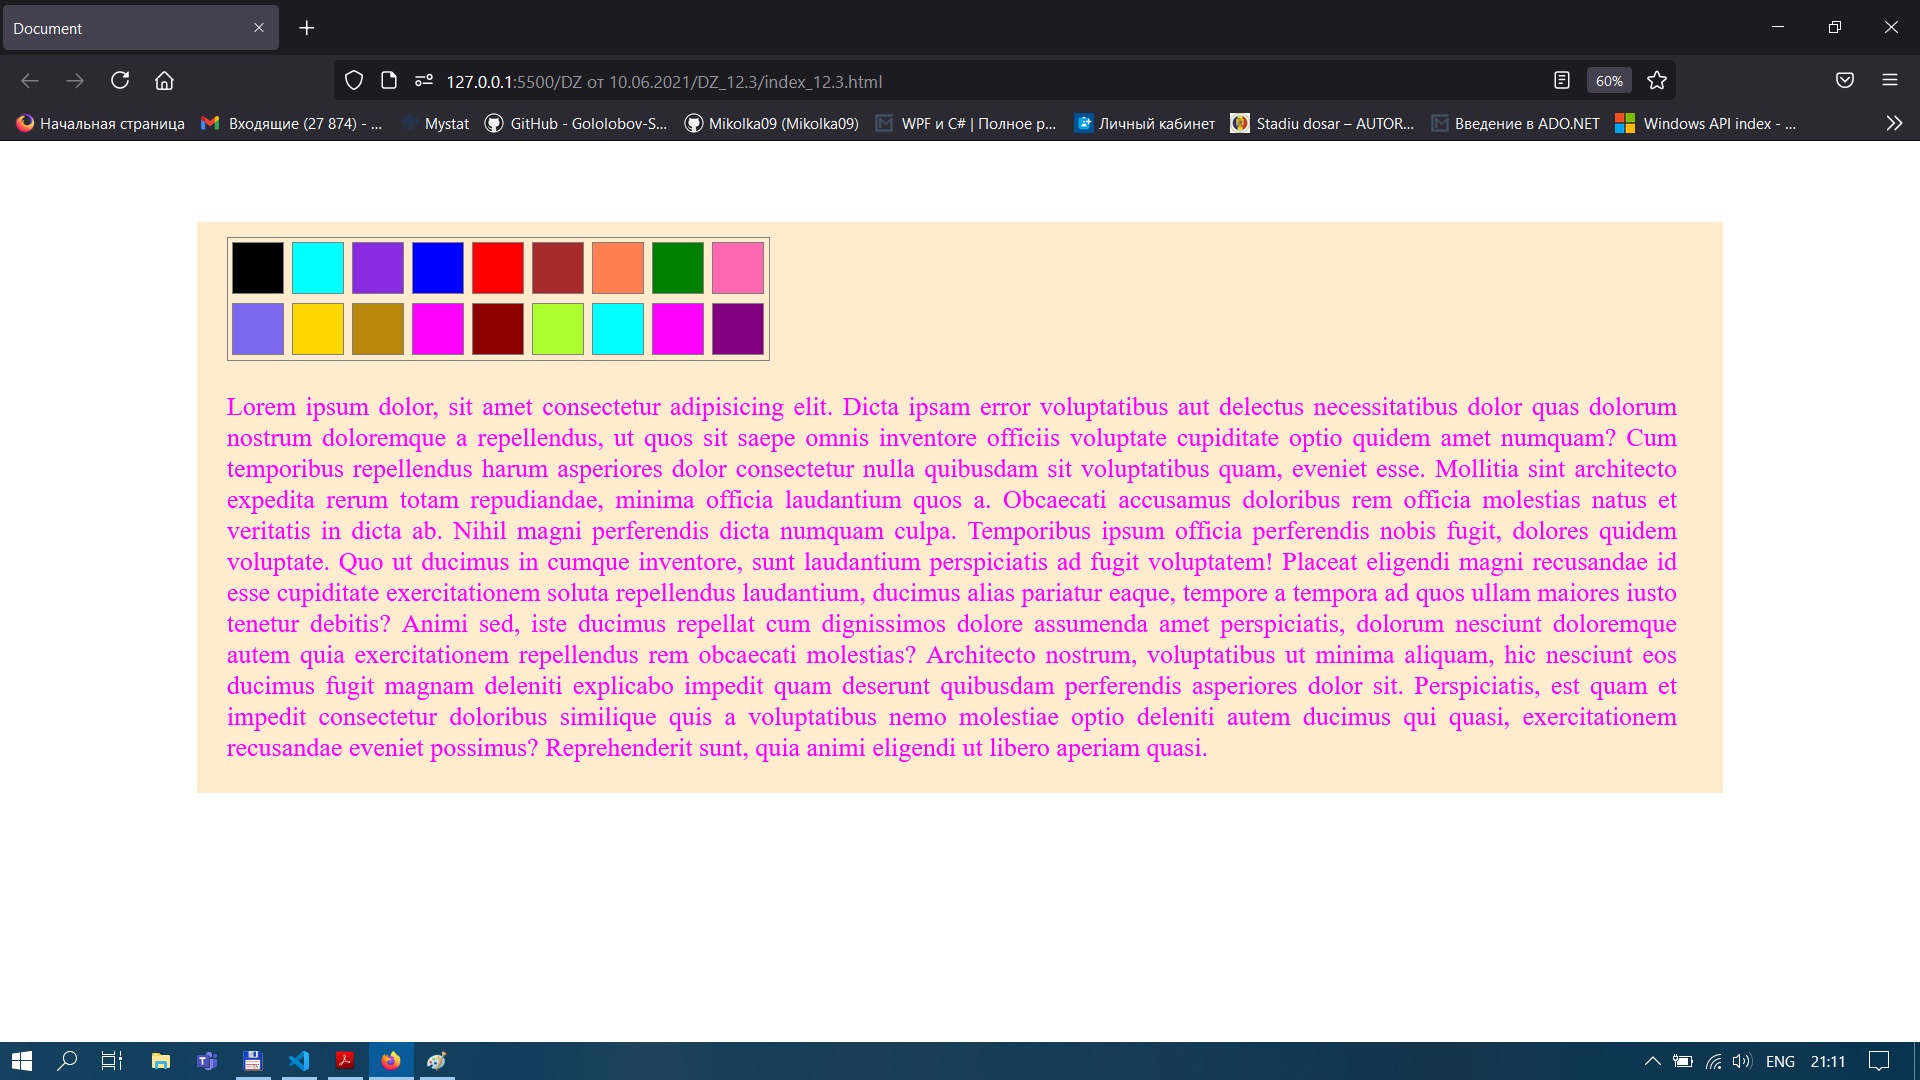 Document
127.0.0.1:5500/DZ от 10.06.2021/DZ_12.3/index_12.3.html
60%
Начальная страница
Входящие (27 874) - ...
Mystat
GitHub - Gololobov-S...
Mikolka09 (Mikolka09)
WPF и C# | Полное р...
Личный кабинет
Stadiu dosar – AUTOR...
Введение в ADO.NET
Windows API index - ...
Lorem ipsum dolor, sit amet consectetur adipisicing elit. Dicta ipsam error voluptatibus aut delectus necessitatibus dolor quas dolorum
nostrum doloremque a repellendus, ut quos sit saepe omnis inventore officiis voluptate cupiditate optio quidem amet numquam? Cum
temporibus repellendus harum asperiores dolor consectetur nulla quibusdam sit voluptatibus quam, eveniet esse. Mollitia sint architecto
expedita rerum totam repudiandae, minima officia laudantium quos a. Obcaecati accusamus doloribus rem officia molestias natus et
veritatis in dicta ab. Nihil magni perferendis dicta numquam culpa. Temporibus ipsum officia perferendis nobis fugit, dolores quidem
voluptate. Quo ut ducimus in cumque inventore, sunt laudantium perspiciatis ad fugit voluptatem! Placeat eligendi magni recusandae id
esse cupiditate exercitationem soluta repellendus laudantium, ducimus alias pariatur eaque, tempore a tempora ad quos ullam maiores iusto
tenetur debitis? Animi sed, iste ducimus repellat cum dignissimos dolore assumenda amet perspiciatis, dolorum nesciunt doloremque
autem quia exercitationem repellendus rem obcaecati molestias? Architecto nostrum, voluptatibus ut minima aliquam, hic nesciunt eos
ducimus fugit magnam deleniti explicabo impedit quam deserunt quibusdam perferendis asperiores dolor sit. Perspiciatis, est quam et
impedit consectetur doloribus similique quis a voluptatibus nemo molestiae optio deleniti autem ducimus qui quasi, exercitationem
recusandae eveniet possimus? Reprehenderit sunt, quia animi eligendi ut libero aperiam quasi.
ENG
21:11